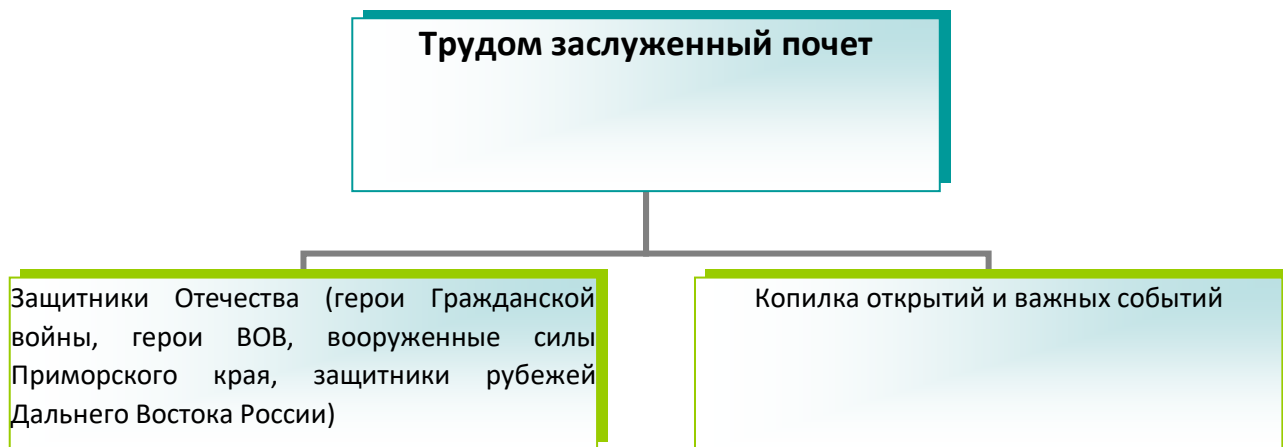 Трудом заслуженный почет
Защитники Отечества (герои Гражданской
войны, герои ВОВ, вооруженные силы
Приморского края, защитники рубежей
Дальнего Востока России)
Копилка открытий и важных событий